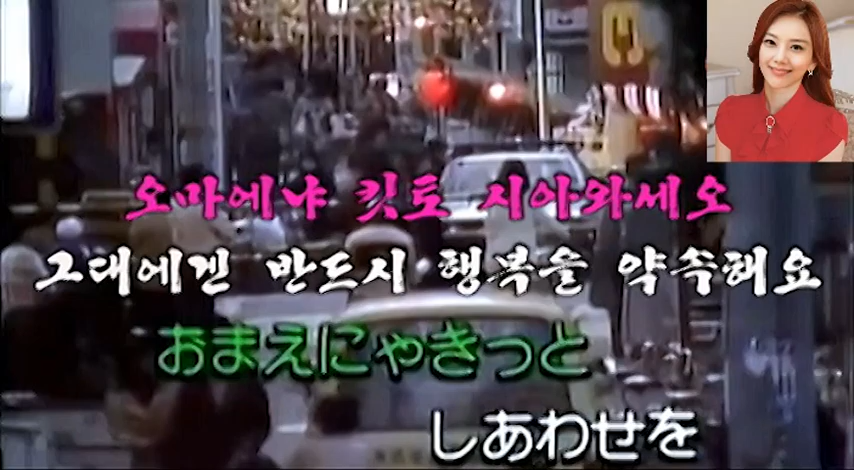 오마에냐 킷토 시아와세오
그대에겐 반드시 행복을 약속해요
おまえにゃきっと
しあわせを